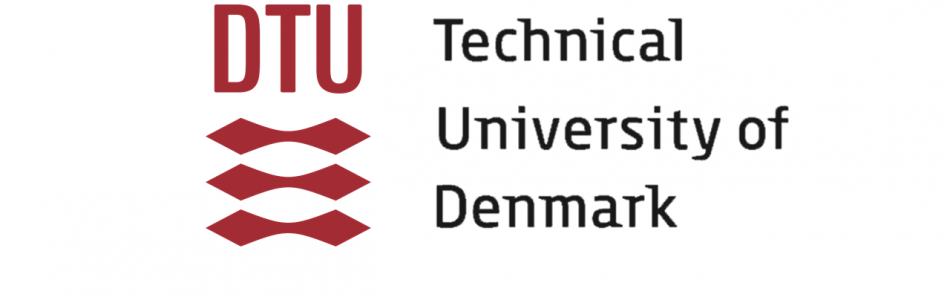 DTU
Technical
University of
Denmark